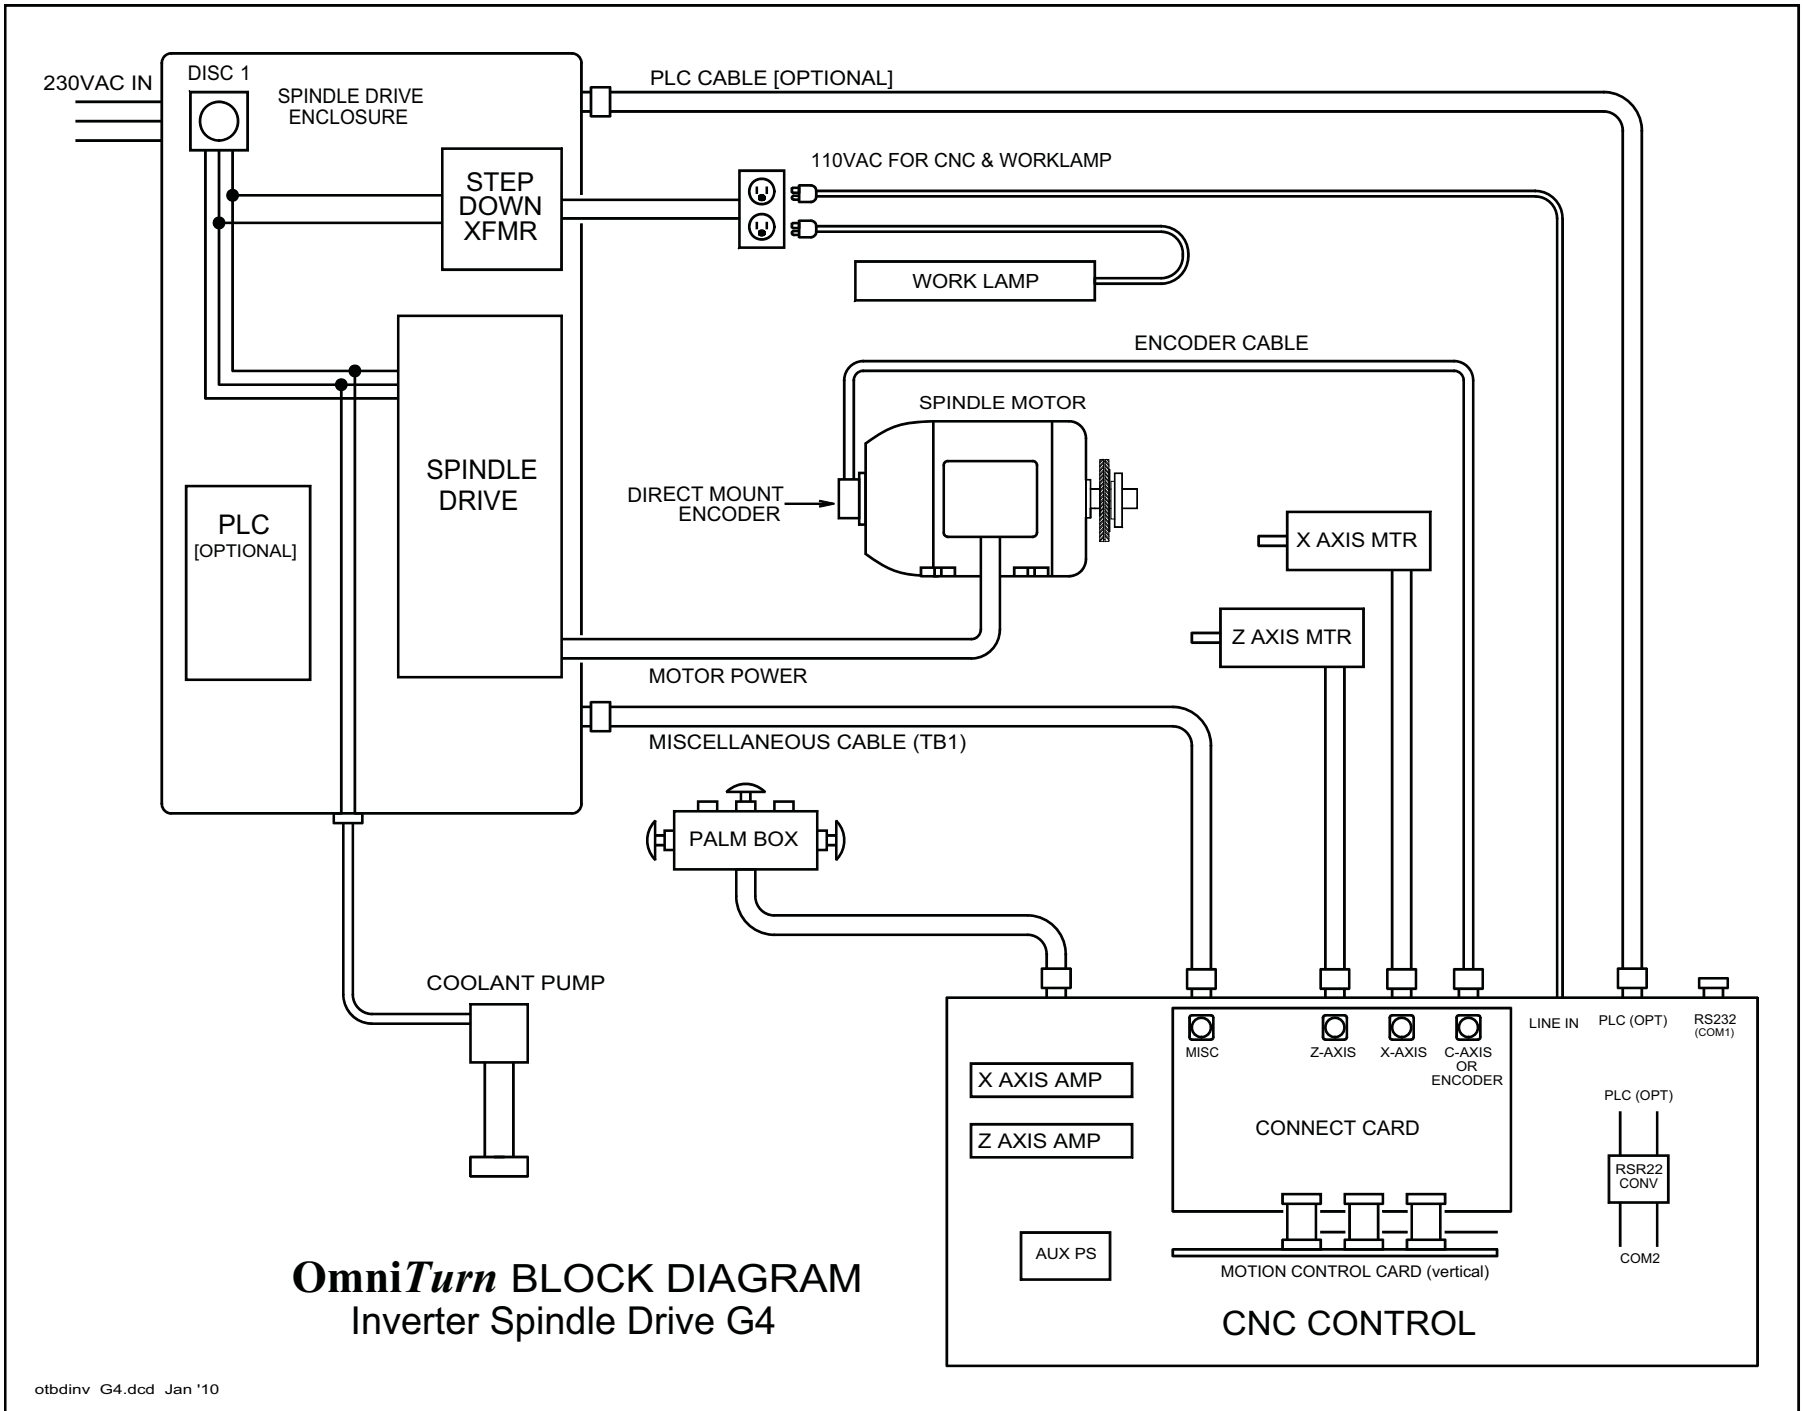 230VAC IN
DISC 1
SPINDLE DRIVE
ENCLOSURE
PLC CABLE [OPTIONAL]
STEP
DOWN
XFMR
110VAC FOR CNC & WORKLAMP
WORK LAMP
ENCODER CABLE
SPINDLE MOTOR
SPINDLE
DRIVE
DIRECT MOUNT
ENCODER
PLC
[OPTIONAL]
X AXIS MTR
Z AXIS MTR
MOTOR POWER
MISCELLANEOUS CABLE (TB1)
PALM BOX
COOLANT PUMP
MISC
Z-AXIS
X-AXIS
C-AXIS
OR
ENCODER
LINE IN
PLC (OPT)
RS232
(COM1)
X AXIS AMP
Z AXIS AMP
CONNECT CARD
PLC (OPT)
RSR22
CONV
COM2
AUX PS
MOTION CONTROL CARD (vertical)
CNC CONTROL
OmniTurn BLOCK DIAGRAM
Inverter Spindle Drive G4
otbdinv G4.dcd Jan '10